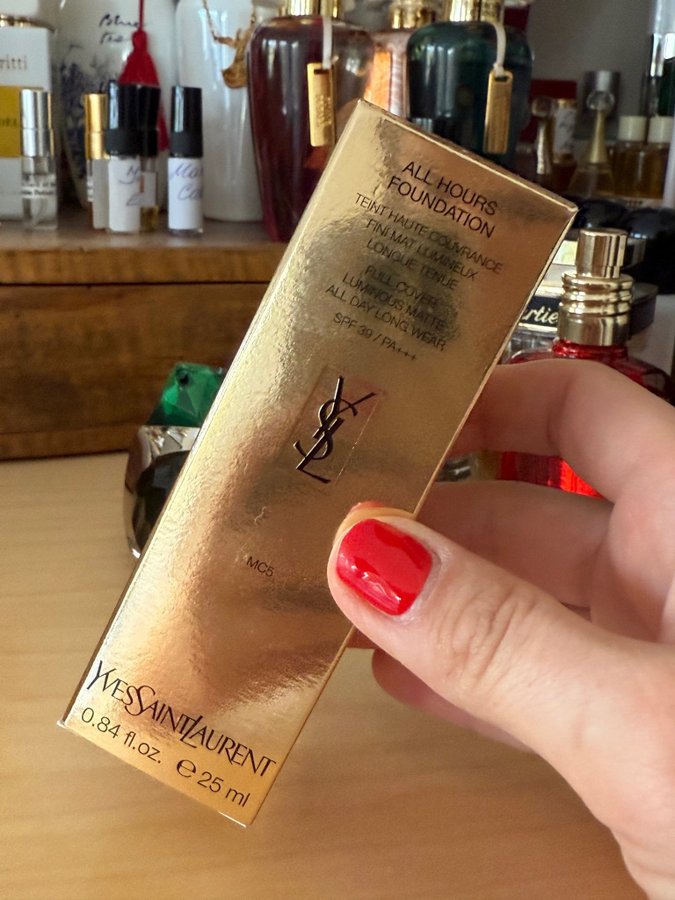 ALL HOURS
FOUNDATION
TEINT HAUTE COUVRANCE
FINI MAT LUMINEUX
LONGUE TENUE
FULL COVER
LUMINOUS MATTE
ALL DAY LONG WEAR
SPF 39 / PA+++
YSL
MC5
YVESSAINTLAURENT
0.84 fl.oz. e 25 ml